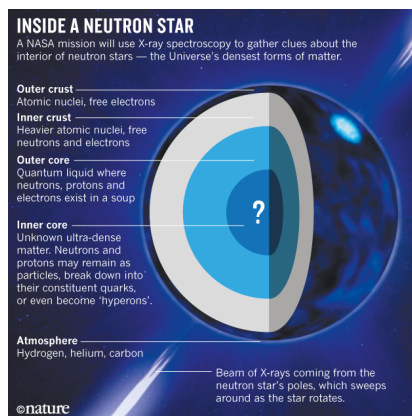 INSIDE A NEUTRON STAR
A NASA mission will use X-ray spectroscopy to gather clues about the
interior of neutron stars — the Universe's densest forms of matter.
Outer crust
Atomic nuclei, free electrons
Inner crust
Heavier atomic nuclei, free
neutrons and electrons
Outer core
Quantum liquid where
neutrons, protons and
electrons exist in a soup
?
Inner core
Unknown ultra-dense
matter. Neutrons and
protons may remain as
particles, break down into
their constituent quarks,
or even become ‘hyperons’.
Atmosphere
Hydrogen, helium, carbon
Beam of X-rays coming from the
neutron star's poles, which sweeps
around as the star rotates.
©nature